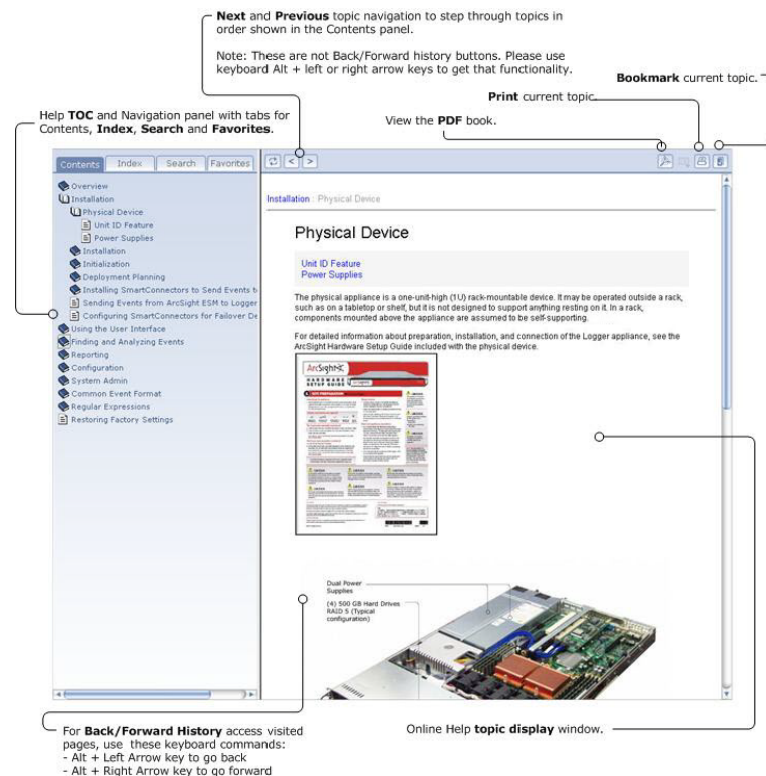 Next and Previous topic navigation to step through topics in
order shown in the Contents panel.
Note: These are not Back/Forward history buttons. Please use
keyboard Alt + left or right arrow keys to get that functionality.
Bookmark current topic.
Print current topic.
View the PDF book.
Help TOC and Navigation panel with tabs for
Contents, Index, Search and Favorites.
Contents Index Search Favorites
< >
Overview
Installation
Physical Device
Unit ID Feature
Power Supplies
Installation
Initialization
Deployment Planning
Installing SmartConnectors to Send Events t
Sending Events from ArcSight ESM to Logger
Configuring SmartConnectors for Failover De
Using the User Interface
Finding and Analyzing Events
Reporting
Configuration
System Admin
Common Event Format
Regular Expressions
Restoring Factory Settings
Installation : Physical Device
Physical Device
Unit ID Feature
Power Supplies
The physical appliance is a one-unit-high (1U) rack-mountable device. It may be operated outside a rack,
such as on a tabletop or shelf, but it is not designed to support anything resting on it. In a rack,
components mounted above the appliance are assumed to be self-supporting.
For detailed information about preparation, installation, and connection of the Logger appliance, see the
ArcSight Hardware Setup Guide included with the physical device.
ArcSight
HARDWARE
SETUP GUIDE
Dual Power
Supplies
(4) 500 GB Hard Drives
RAID 5 (Typical
configuration)
For Back/Forward History access visited
pages, use these keyboard commands:
- Alt + Left Arrow key to go back
- Alt + Right Arrow key to go forward
Online Help topic display window.